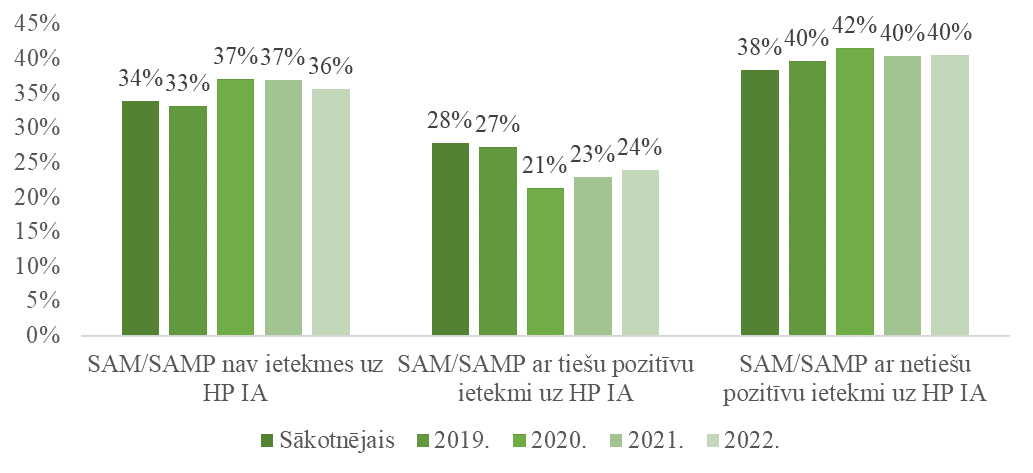 45%
40%
35%
30%
25%
20%
15%
10%
5%
0%
34% 33% 37% 37% 36%
28% 27% 21% 23% 24%
38% 40% 42% 40% 40%
SAM/SAMP nav ietekmes uz
HP IA
SAM/SAMP ar tiešu pozitīvu
ietekmi uz HP IA
SAM/SAMP ar netiešu
pozitīvu ietekmi uz HP IA
Sākotnējais 2019. 2020. 2021. 2022.